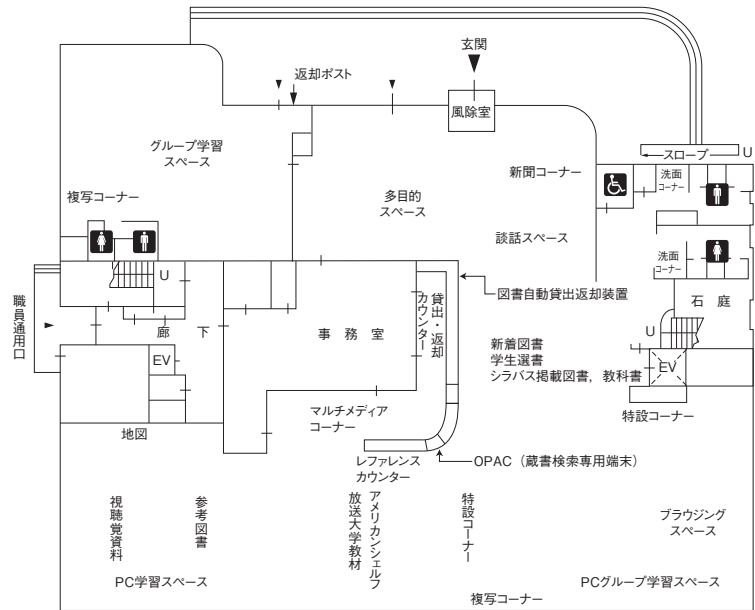 玄関
返却ポスト
風除室
グループ学習
スペース
スロープ
U
新聞コーナー
洗面
コーナー
複写コーナー
多目的
スペース
談話スペース
洗面
コーナー
U
職員通用口
貸出・返却
カウンター
図書自動貸出返却装置
石庭
廊下
事務室
新着図書
学生選書
シラバス掲載図書，教科書
U
EV
EV
特設コーナー
マルチメディア
コーナー
地図
レファレンス
カウンター
OPAC（蔵書検索専用端末）
視聴覚資料
参考図書
アメリカンシェルフ
放送大学教材
特設コーナー
ブラウジング
スペース
PC学習スペース
PCグループ学習スペース
複写コーナー